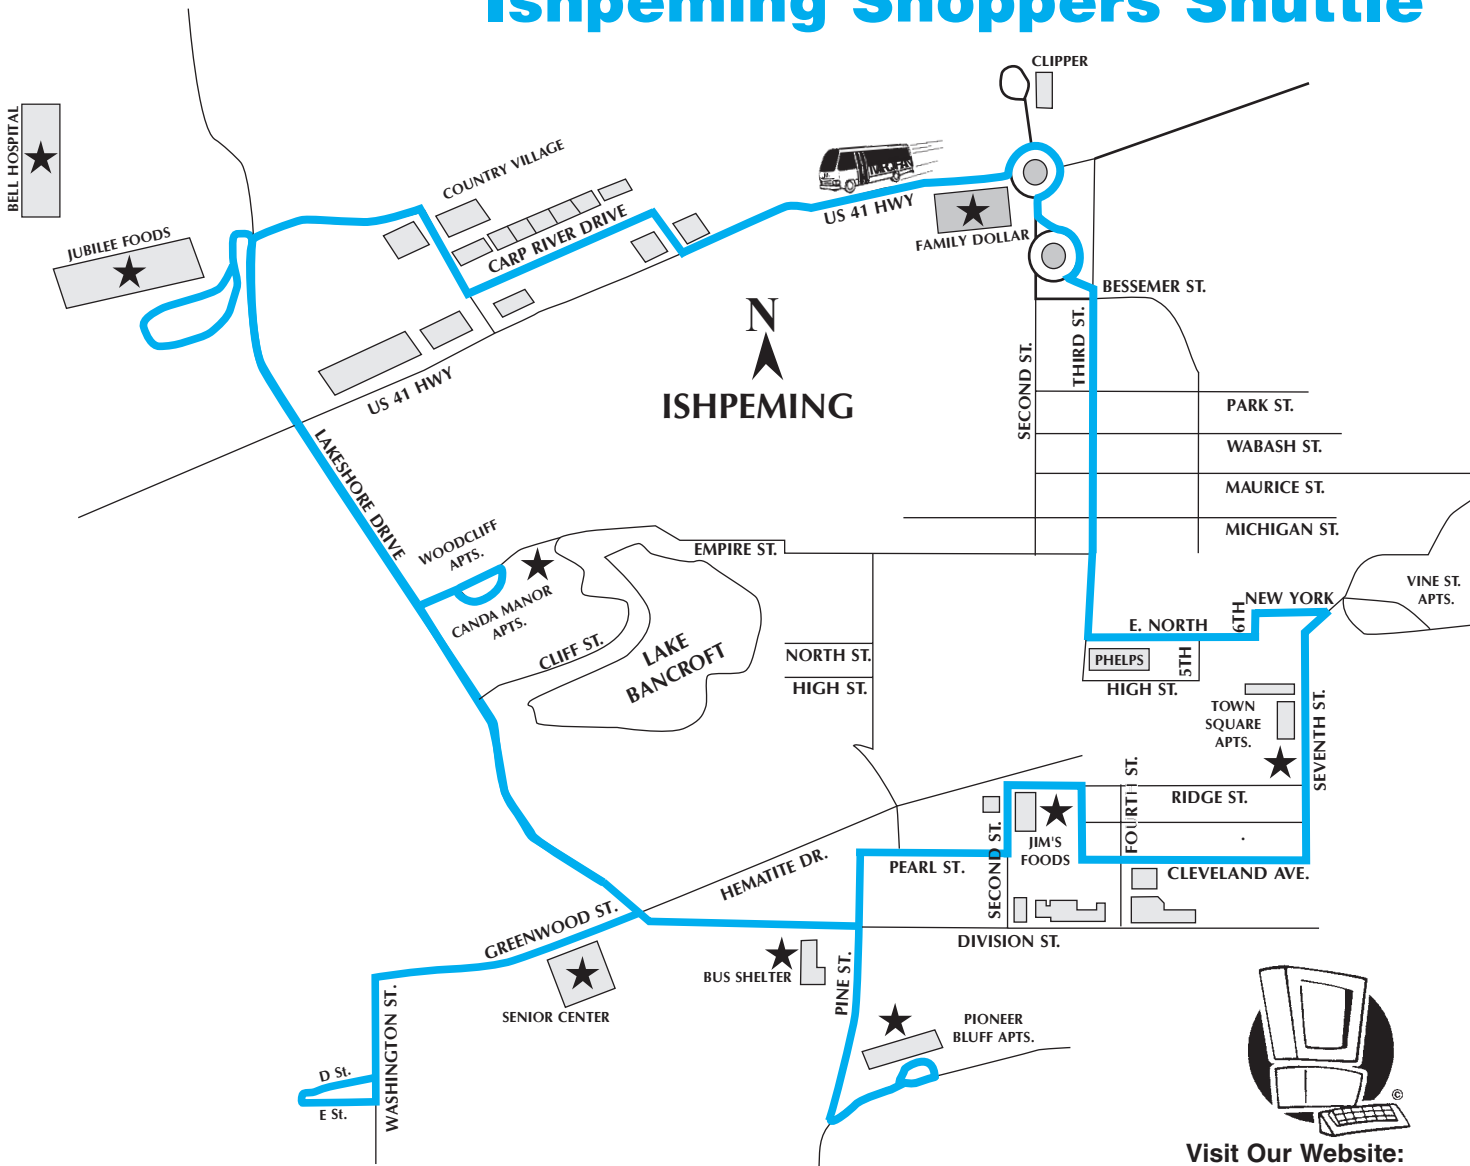 Ishpeming Shoppers Shuttle
CLIPPER
BELL HOSPITAL
COUNTRY VILLAGE
JUBILEE FOODS
CARP RIVER DRIVE
US 41 HWY
FAMILY DOLLAR
BESSEMER ST.
N
ISHPEMING
THIRD ST.
SECOND ST.
US 41 HWY
PARK ST.
WABASH ST.
MAURICE ST.
MICHIGAN ST.
LAKESHORE DRIVE
WOODCLIFF
APTS.
EMPIRE ST.
CANDA MANOR
APTS.
VINE ST.
APTS.
NEW YORK
6TH
E. NORTH
CLIFF ST.
LAKE
BANCROFT
NORTH ST.
HIGH ST.
PHELPS
5TH
HIGH ST.
TOWN
SQUARE
APTS.
SEVENTH ST.
FOURTH ST.
RIDGE ST.
JIM'S
FOODS
SECOND ST.
HEMATITE DR.
PEARL ST.
CLEVELAND AVE.
GREENWOOD ST.
DIVISION ST.
BUS SHELTER
PINE ST.
SENIOR CENTER
PIONEER
BLUFF APTS.
WASHINGTON ST.
D St.
E St.
©
Visit Our Website: